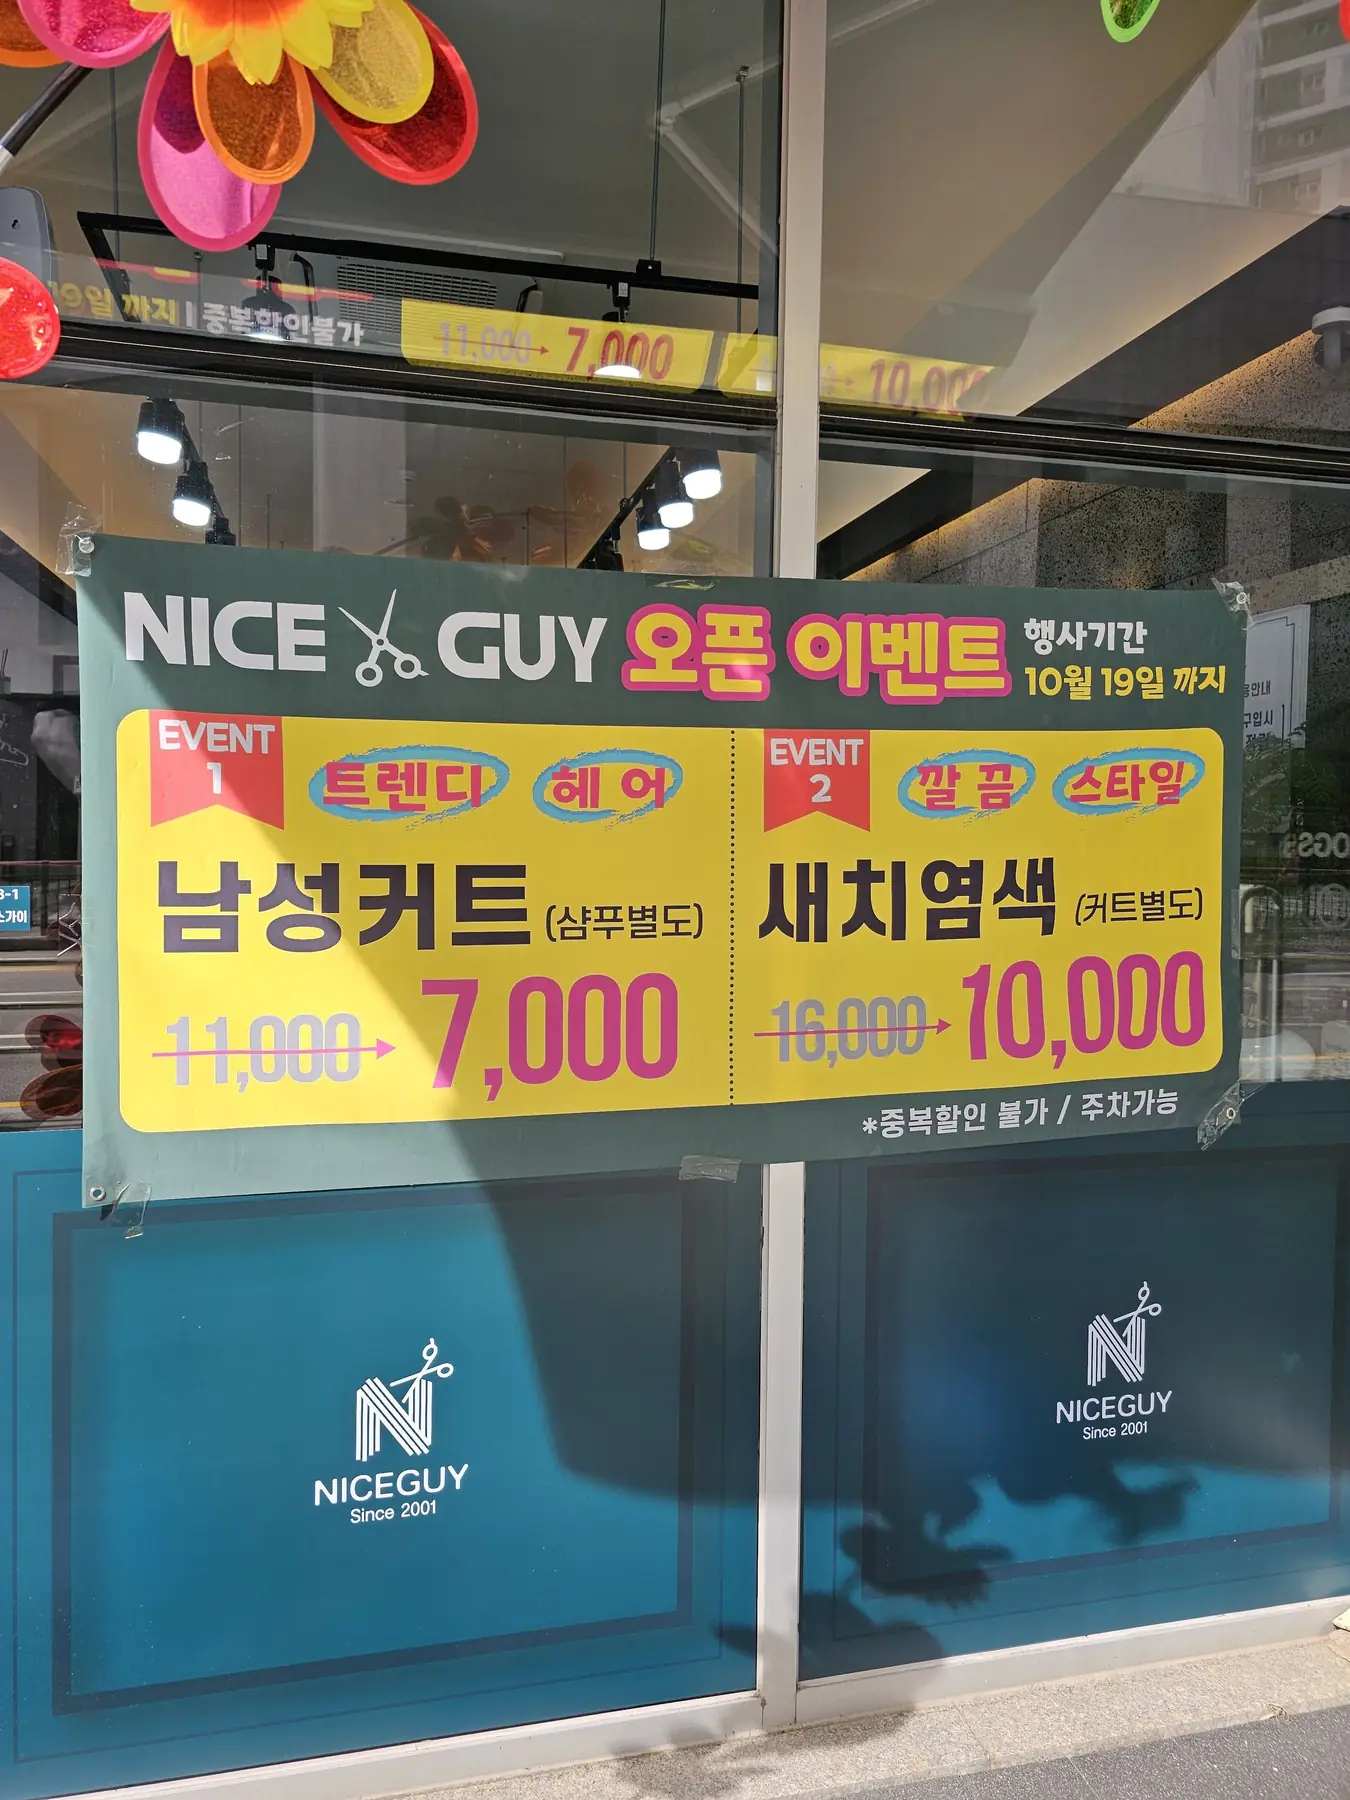 19일 까지 | 중복할인불가
11,000 7,000
10,000
NICE GUY 오픈 이벤트
행사기간
10월 19일 까지
EVENT
1
트렌디 헤어
남성커트 (샴푸별도)
11,000 7,000
EVENT
2
깔끔 스타일
새치염색 (커트별도)
16,000 10,000
*중복할인 불가 / 주차가능
N
NICEGUY
Since 2001
N
NICEGUY
Since 2001